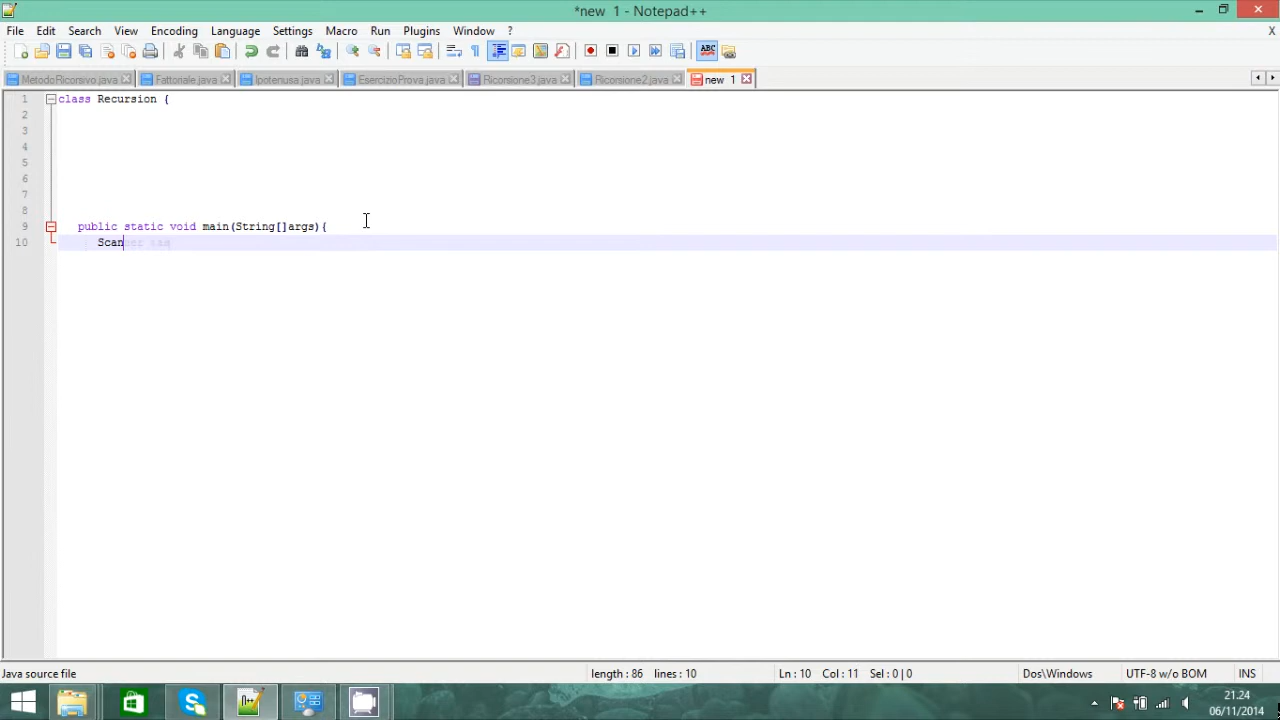 *new 1 - Notepad++
File Edit Search View Encoding Language Settings Macro Run Plugins Window ? X
MetodoRicorsivo.java Fattoriale.java Ipotenusa.java EsercizioProva.java Ricorsione3.java Ricorsione2.java new 1
1 class Recursion {
2
3
4
5
6
7
8
9 public static void main(String[]args){
10 Scan
Java source file length : 86 lines : 10 Ln : 10 Col : 11 Sel : 0 | 0 Dos\Windows UTF-8 w/o BOM INS
21.24
06/11/2014